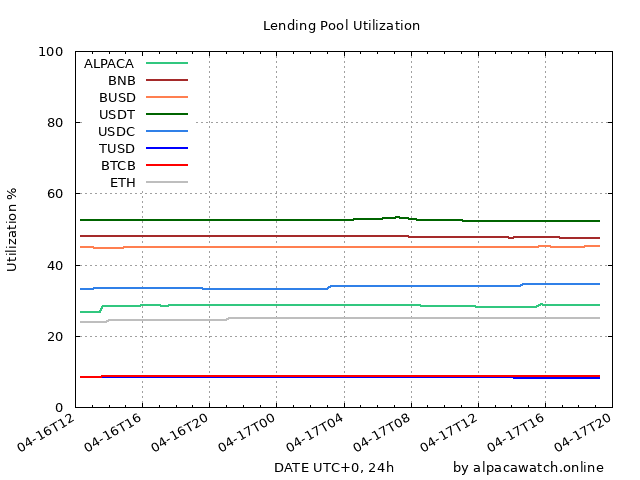 Lending Pool Utilization
100
80
60
40
20
0
Utilization %
ALPACA
BNB
BUSD
USDT
USDC
TUSD
BTCB
ETH
04-16T12
04-16T16
04-16T20
04-17T00
04-17T04
04-17T08
04-17T12
04-17T16
04-17T20
DATE UTC+0, 24h
by alpacawatch.online